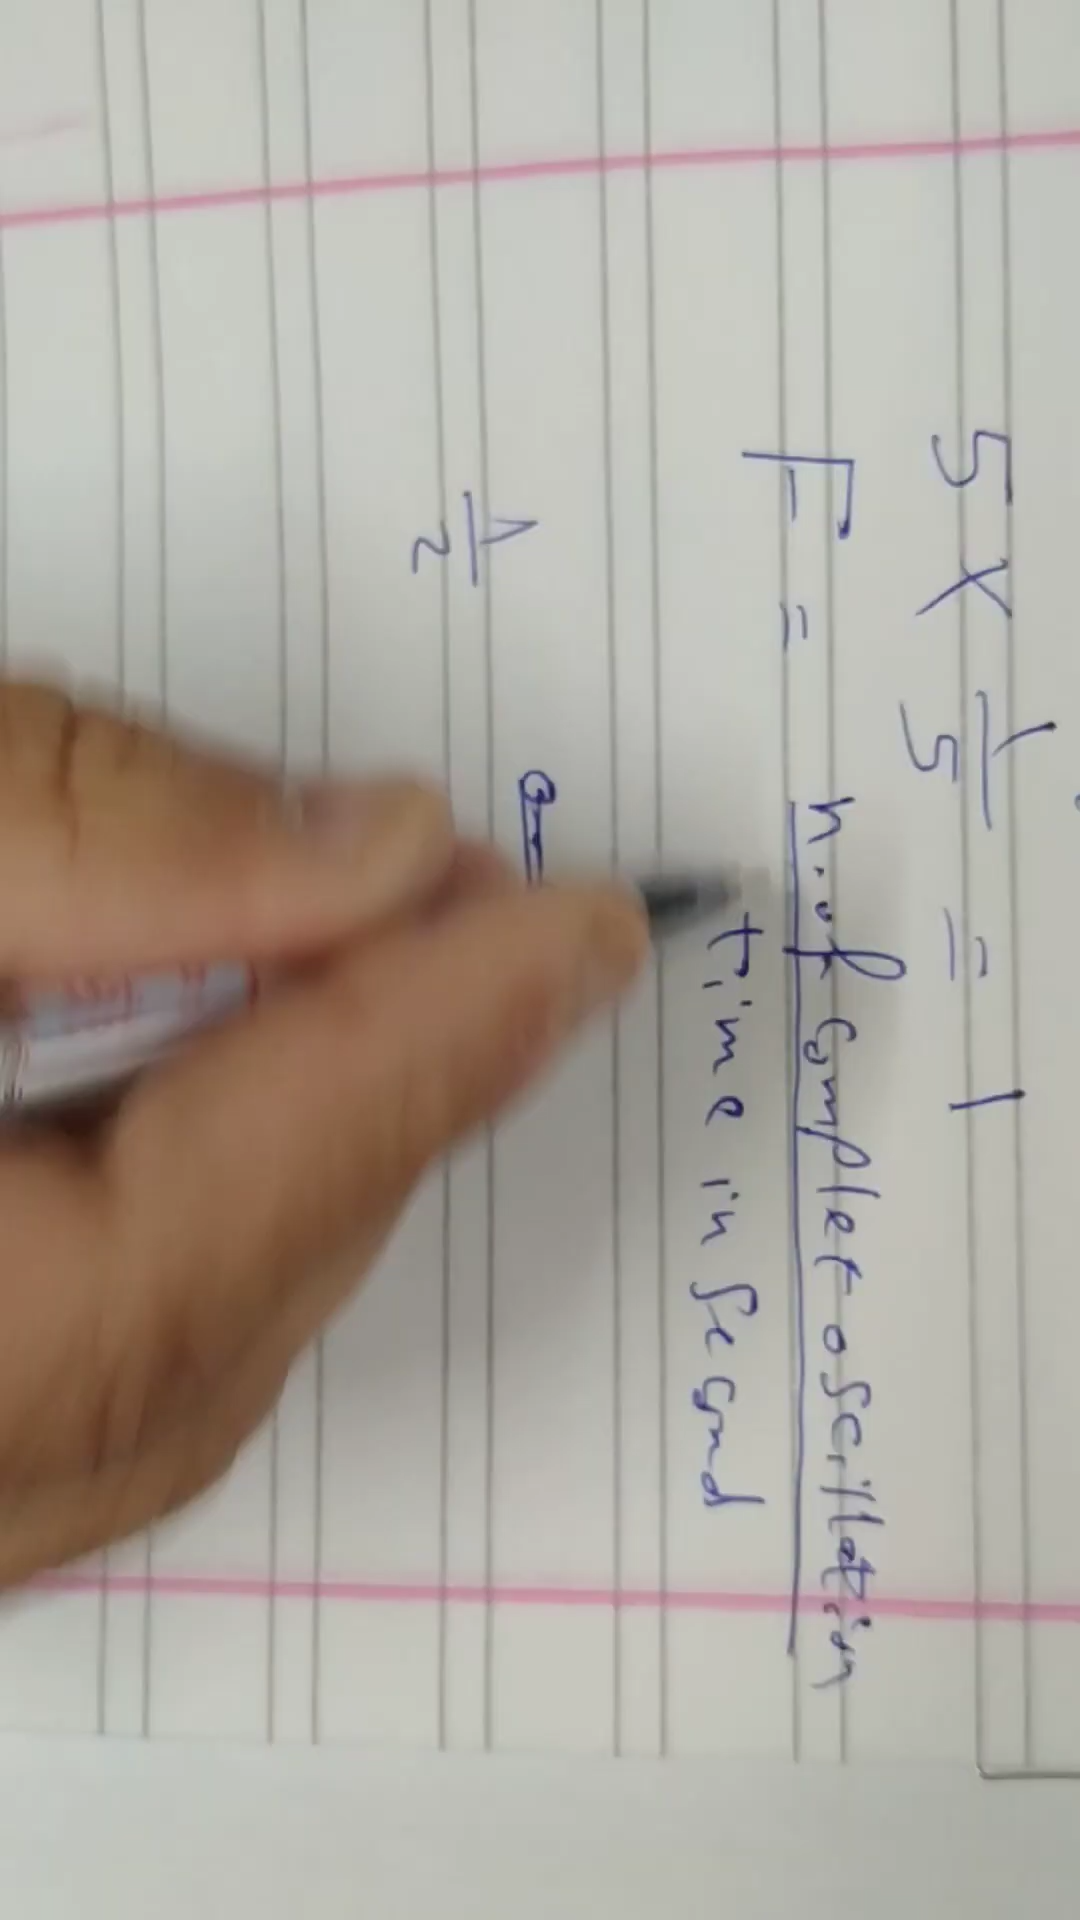 5 × 1/5 = 1
F = n. of Complet oscillation
time in Second
1/2